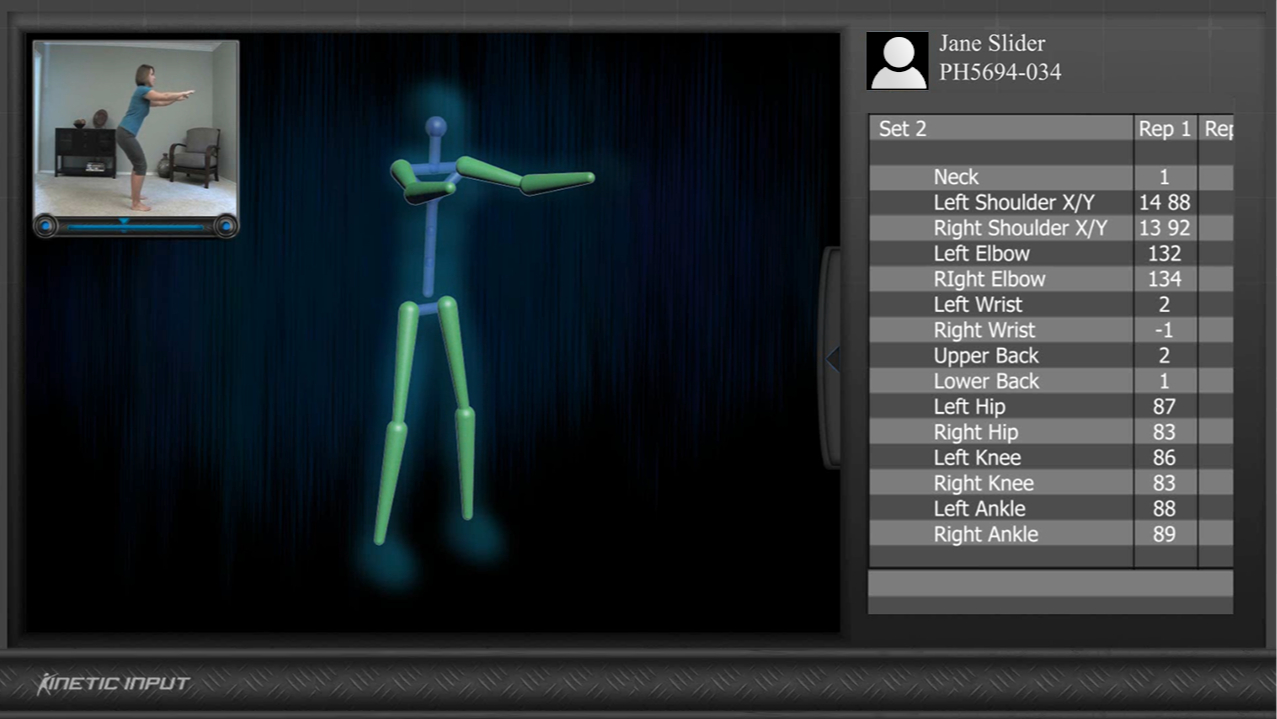 Jane Slider
PH5694-034
Set 2 Rep 1 Rep
Neck 1
Left Shoulder X/Y 14 88
Right Shoulder X/Y 13 92
Left Elbow 132
RIght Elbow 134
Left Wrist 2
Right Wrist -1
Upper Back 2
Lower Back 1
Left Hip 87
Right Hip 83
Left Knee 86
Right Knee 83
Left Ankle 88
Right Ankle 89
KINETIC INPUT